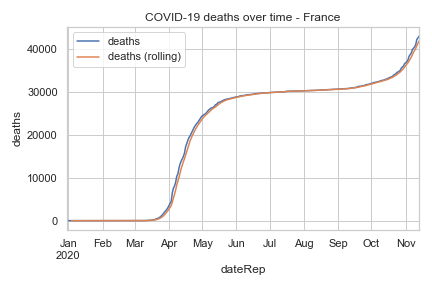 COVID-19 deaths over time - France
deaths
deaths (rolling)
40000
30000
20000
10000
0
deaths
Jan Feb Mar Apr May Jun Jul Aug Sep Oct Nov
2020
dateRep